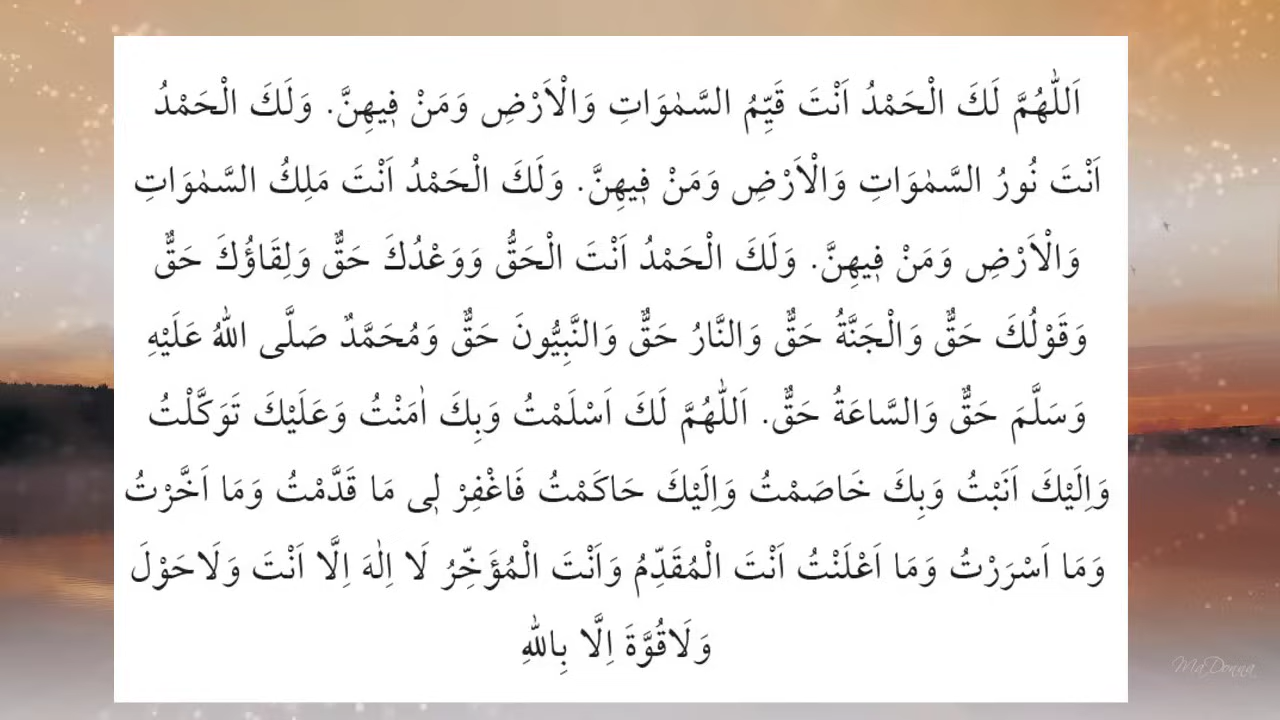 اَللّٰهُمَّ لَكَ الْحَمْدُ اَنْتَ قَيِّمُ السَّمٰوَاتِ وَالْاَرْضِ وَمَنْ فِيهِنَّ. وَلَكَ الْحَمْدُ
اَنْتَ نُورُ السَّمٰوَاتِ وَالْاَرْضِ وَمَنْ فِيهِنَّ. وَلَكَ الْحَمْدُ اَنْتَ مَلِكُ السَّمٰوَاتِ
وَالْاَرْضِ وَمَنْ فِيهِنَّ. وَلَكَ الْحَمْدُ اَنْتَ الْحَقُّ وَوَعْدُكَ حَقٌّ وَلِقَاؤُكَ حَقٌّ
وَقَوْلُكَ حَقٌّ وَالْجَنَّةُ حَقٌّ وَالنَّارُ حَقٌّ وَالنَّبِيُّونَ حَقٌّ وَمُحَمَّدٌ صَلَّى اللهُ عَلَيْهِ
وَسَلَّمَ حَقٌّ وَالسَّاعَةُ حَقٌّ. اَللّٰهُمَّ لَكَ اَسْلَمْتُ وَبِكَ اٰمَنْتُ وَعَلَيْكَ تَوَكَّلْتُ
وَاِلَيْكَ اَنَبْتُ وَبِكَ خَاصَمْتُ وَاِلَيْكَ حَاكَمْتُ فَاغْفِرْ لِى مَا قَدَّمْتُ وَمَا اَخَّرْتُ
وَمَا اَسْرَرْتُ وَمَا اَعْلَنْتُ اَنْتَ الْمُقَدِّمُ وَاَنْتَ الْمُؤَخِّرُ لَا اِلٰهَ اِلَّا اَنْتَ وَلَاحَوْلَ
وَلَاقُوَّةَ اِلَّا بِاللهِ
MaDonna